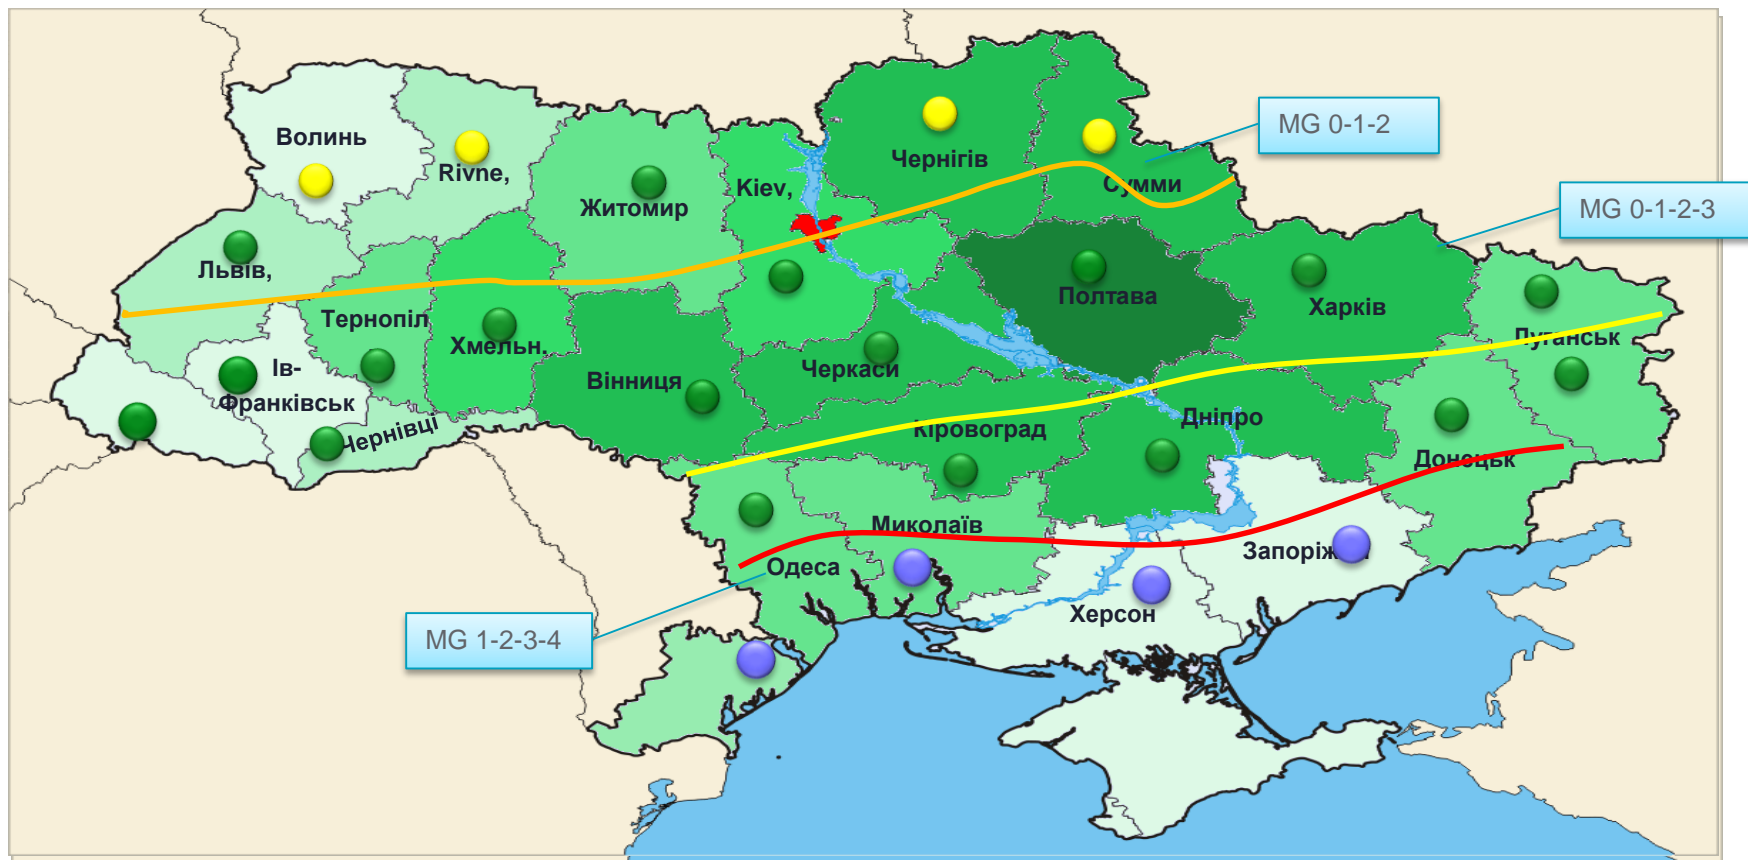 MG 0-1-2
Волинь
Чернігів
Rivne,
Kiev,
Сумми
Житомир
MG 0-1-2-3
Львів,
Полтава
Харків
Тернопіл
Луганськ
Хмельн.
Ів-
Франківськ
Черкаси
Вінниця
Дніпро
Чернівці
Кіровоград
Донецьк
Миколаїв
Одеса
Херсон
MG 1-2-3-4